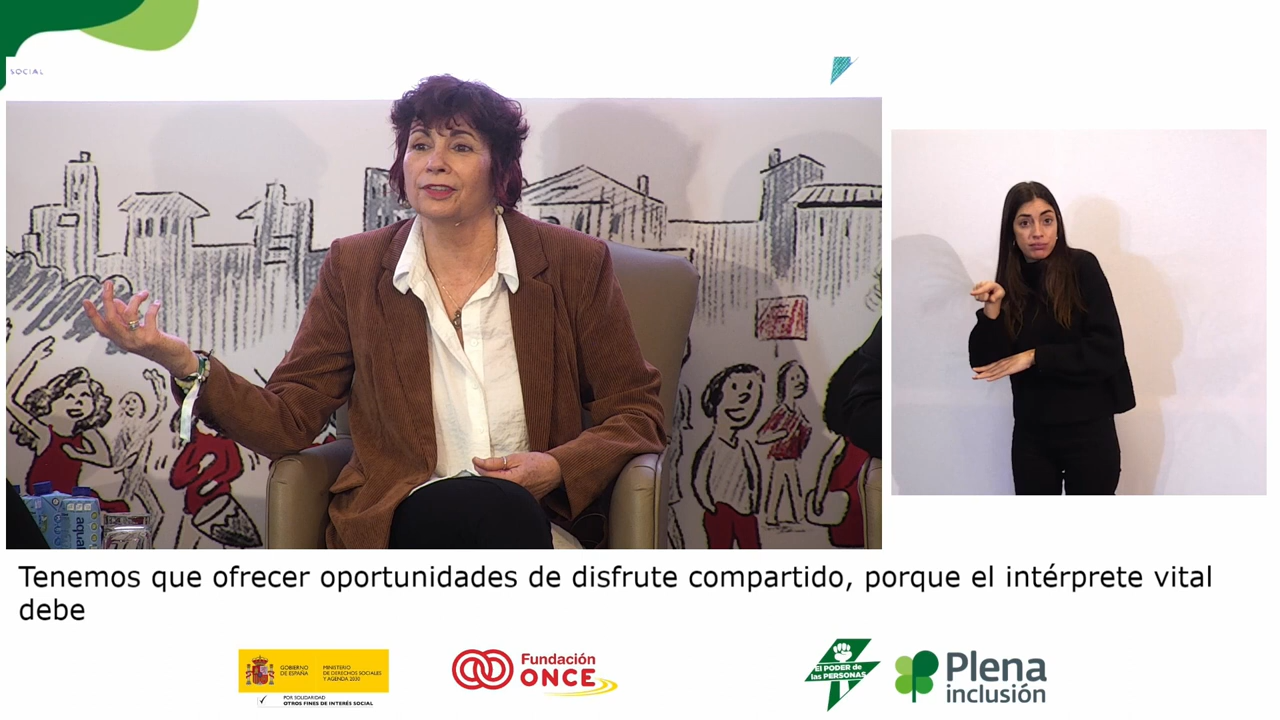 SOCIAL
aqua
Tenemos que ofrecer oportunidades de disfrute compartido, porque el intérprete vital
debe
GOBIERNO
DE ESPAÑA
MINISTERIO
DE DERECHOS SOCIALES
Y AGENDA 2030
POR SOLIDARIDAD
OTROS FINES DE INTERÉS SOCIAL
Fundación
ONCE
EL PODER de
las PERSONAS
Plena
inclusión